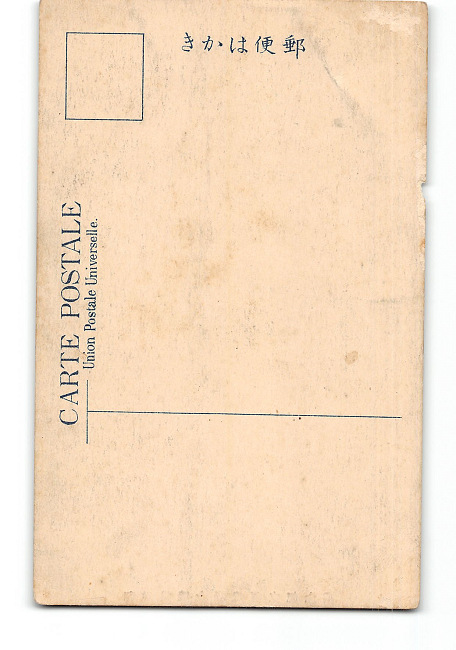 郵便はかき
CARTE POSTALE
Union Postale Universelle.